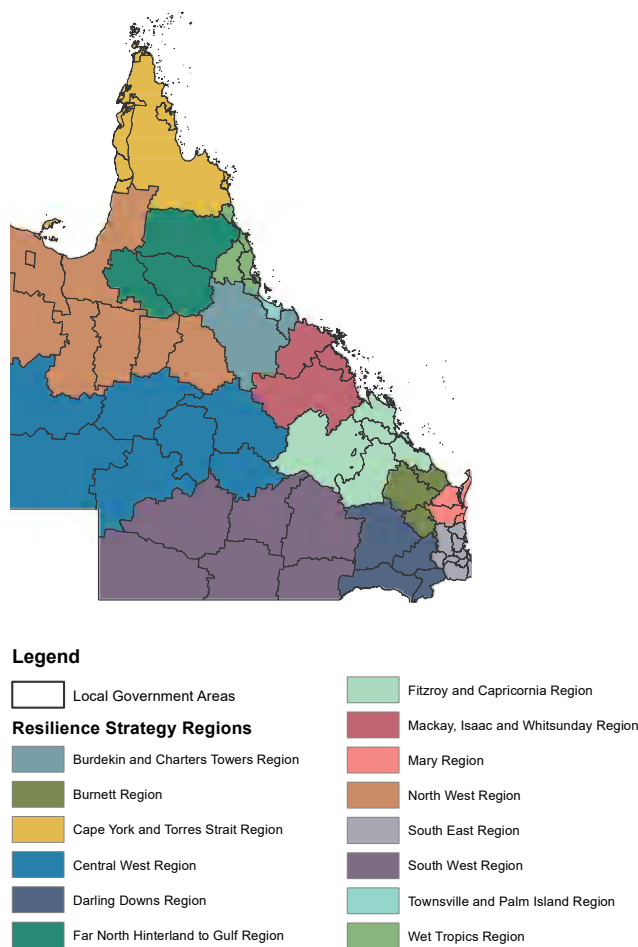 Legend
Local Government Areas
Resilience Strategy Regions
Burdekin and Charters Towers Region
Burnett Region
Cape York and Torres Strait Region
Central West Region
Darling Downs Region
Far North Hinterland to Gulf Region
Fitzroy and Capricornia Region
Mackay, Isaac and Whitsunday Region
Mary Region
North West Region
South East Region
South West Region
Townsville and Palm Island Region
Wet Tropics Region